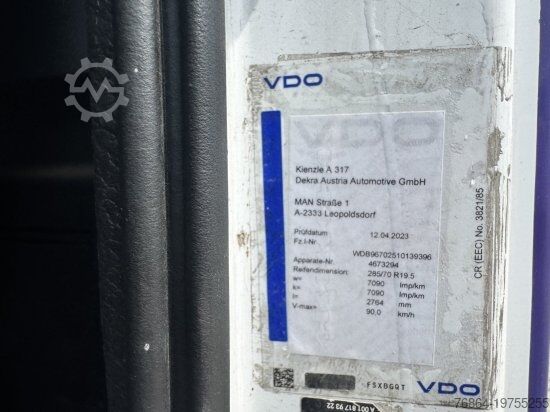 VDO
VDO
Kienzle A 317
Dekra Austria Automotive GmbH
MAN Straße 1
A-2333 Leopoldsdorf
Prüfdatum 12.04.2023
Fz.I-Nr. WDB96702510139396
Apparate-Nr. 4673294
Reifendimension: 285/70 R19.5
w= 7090 Imp/km
k= 7090 Imp/km
l= 2764 mm
V-max= 90,0 km/h
CR (EEC) No. 3821/85
FSXBGQT
VDO
A 001 817 93 22
76864-19755255